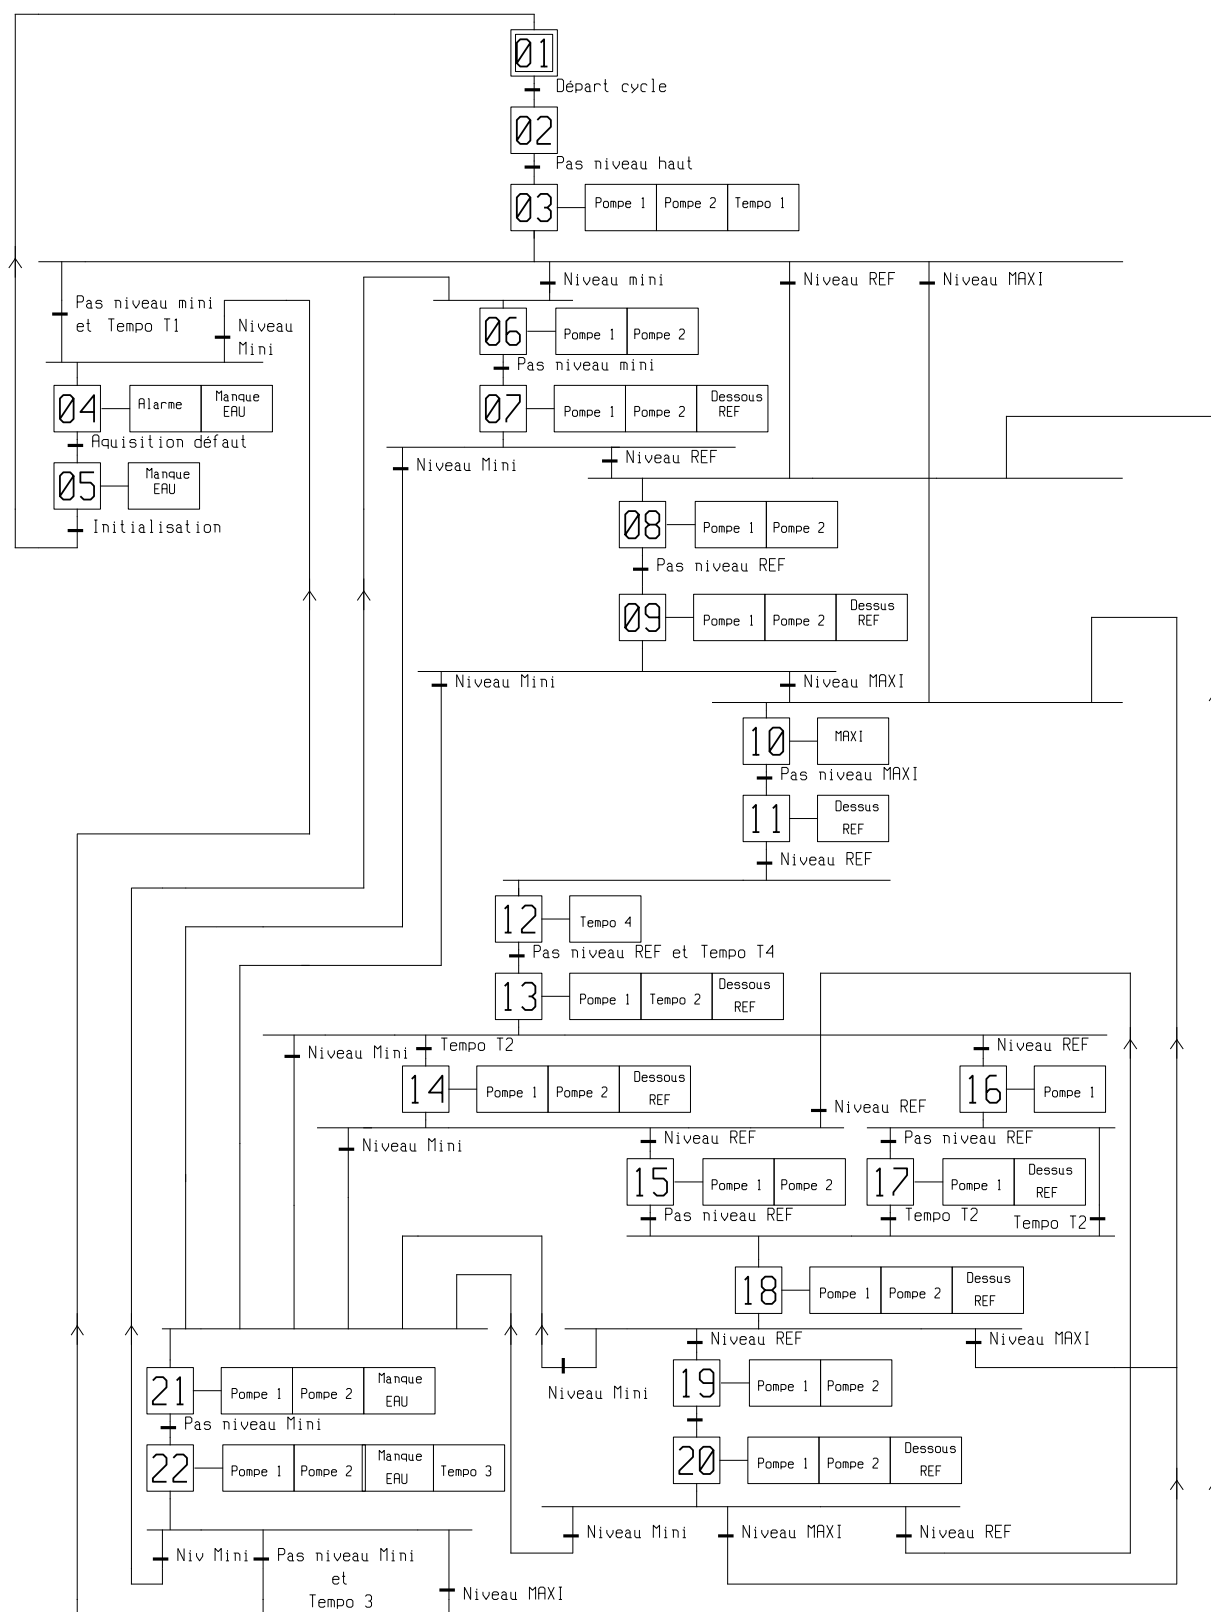 01
Départ cycle
02
Pas niveau haut
03
Pompe 1
Pompe 2
Tempo 1
Niveau mini
Niveau REF
Niveau MAXI
Pas niveau mini
et Tempo T1
Niveau
Mini
06
Pompe 1
Pompe 2
Pas niveau mini
04
Alarme
Manque
EAU
07
Pompe 1
Pompe 2
Dessous
REF
Aquisition défaut
Niveau Mini
Niveau REF
05
Manque
EAU
08
Pompe 1
Pompe 2
Initialisation
Pas niveau REF
09
Pompe 1
Pompe 2
Dessus
REF
Niveau Mini
Niveau MAXI
10
MAXI
Pas niveau MAXI
11
Dessus
REF
Niveau REF
12
Tempo 4
Pas niveau REF et Tempo T4
13
Pompe 1
Tempo 2
Dessous
REF
Niveau Mini
Tempo T2
Niveau REF
14
Pompe 1
Pompe 2
Dessous
REF
16
Pompe 1
Niveau REF
Niveau Mini
Niveau REF
Pas niveau REF
15
Pompe 1
Pompe 2
17
Pompe 1
Dessus
REF
Pas niveau REF
Tempo T2
Tempo T2
18
Pompe 1
Pompe 2
Dessus
REF
Niveau REF
Niveau MAXI
Niveau Mini
21
Pompe 1
Pompe 2
Manque
EAU
19
Pompe 1
Pompe 2
Pas niveau Mini
22
Pompe 1
Pompe 2
Manque
EAU
Tempo 3
20
Pompe 1
Pompe 2
Dessous
REF
Niveau Mini
Niveau MAXI
Niveau REF
Niv Mini
Pas niveau Mini
et
Tempo 3
Niveau MAXI